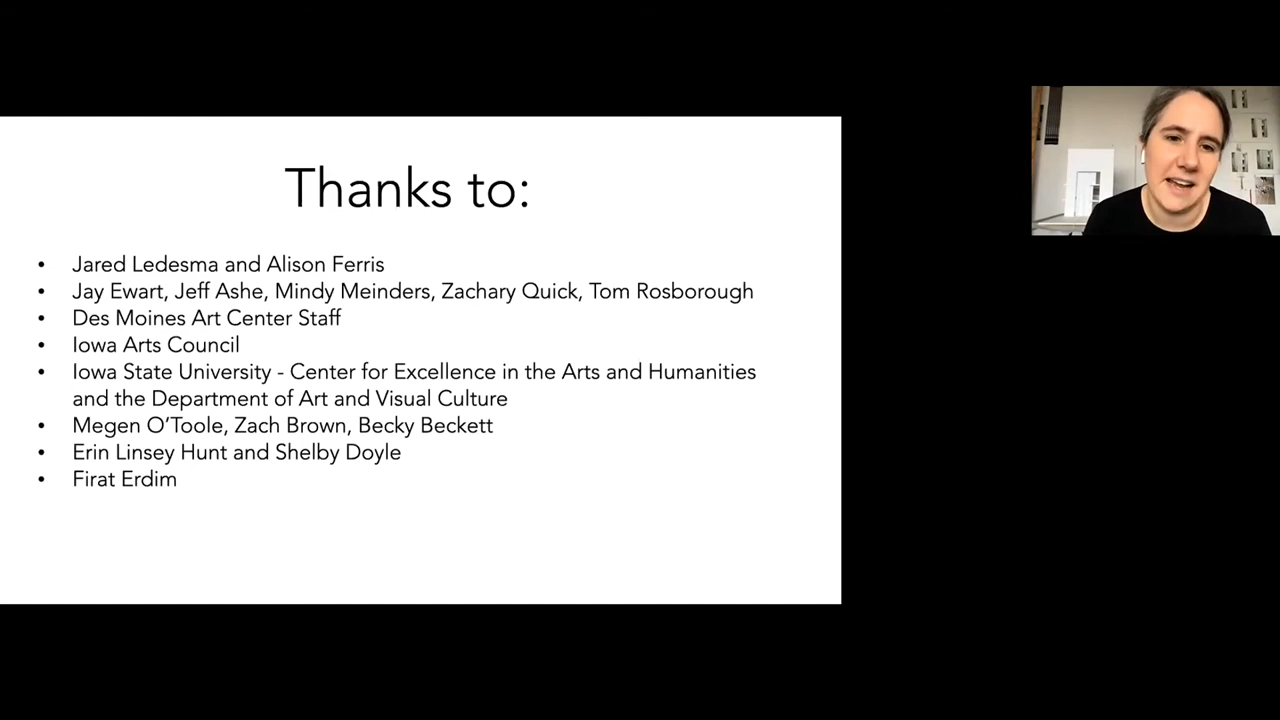 Thanks to:
• Jared Ledesma and Alison Ferris
• Jay Ewart, Jeff Ashe, Mindy Meinders, Zachary Quick, Tom Rosborough
• Des Moines Art Center Staff
• Iowa Arts Council
• Iowa State University - Center for Excellence in the Arts and Humanities
and the Department of Art and Visual Culture
• Megen O’Toole, Zach Brown, Becky Beckett
• Erin Linsey Hunt and Shelby Doyle
• Firat Erdim